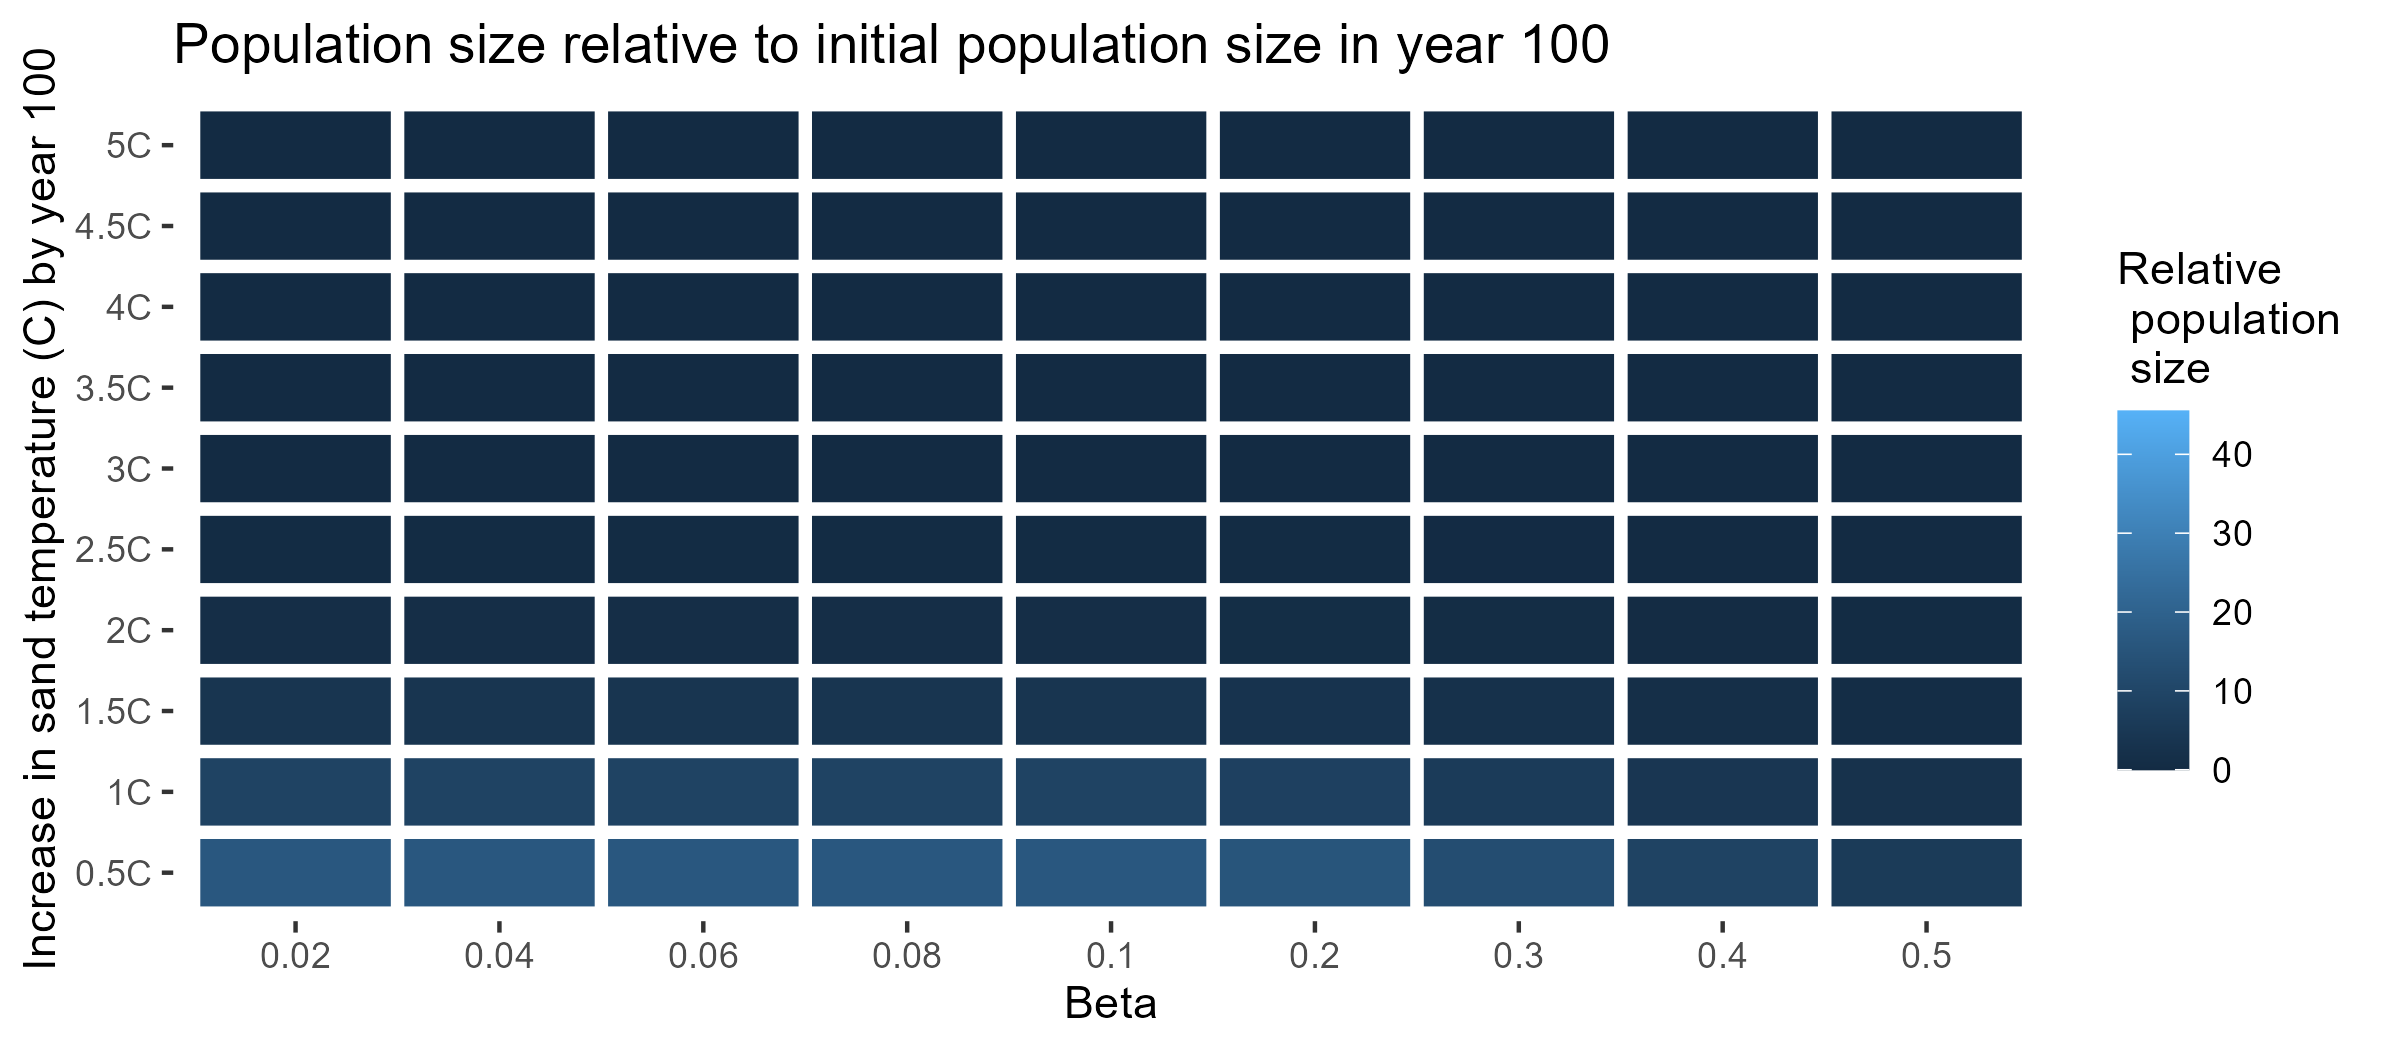 Population size relative to initial population size in year 100
Increase in sand temperature (C) by year 100
5C
4.5C
4C
3.5C
3C
2.5C
2C
1.5C
1C
0.5C
0.02
0.04
0.06
0.08
0.1
0.2
0.3
0.4
0.5
Beta
Relative
population
size
40
30
20
10
0